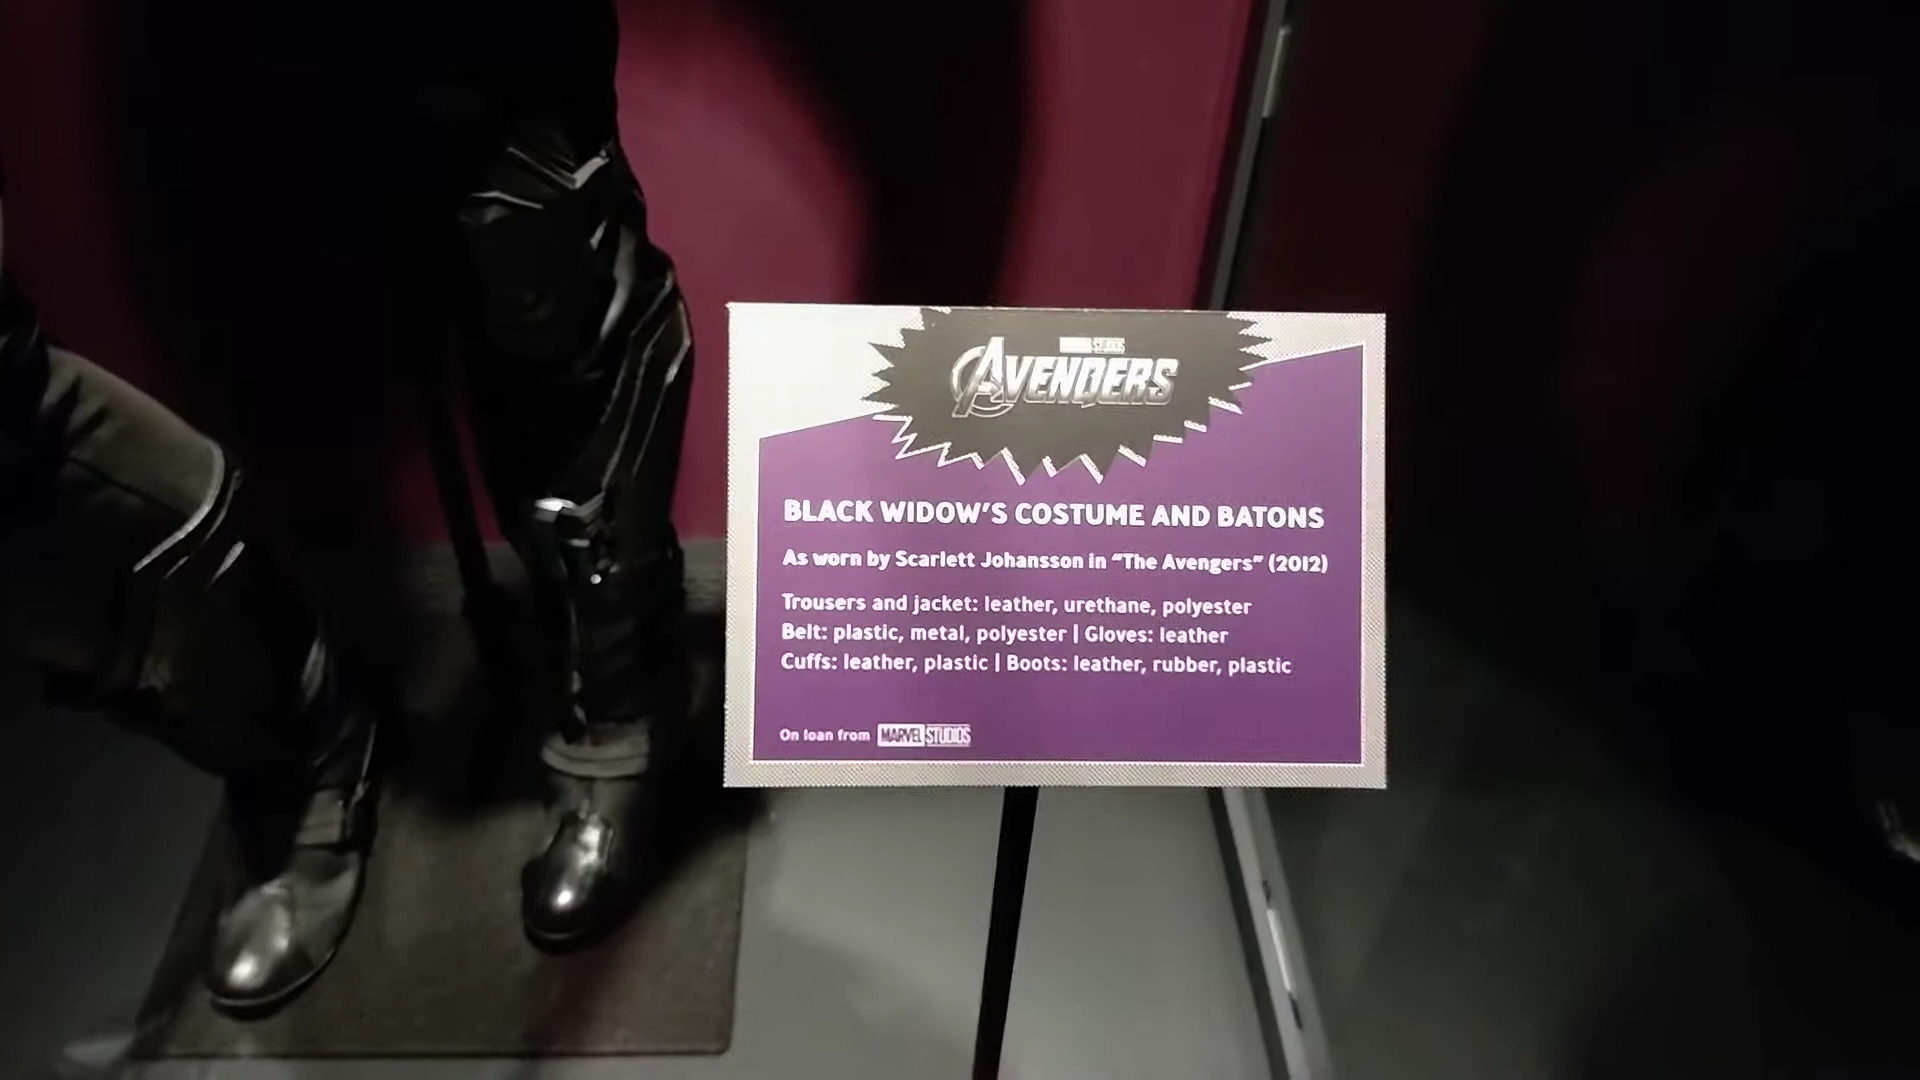 MARVEL STUDIOS
AVENGERS
BLACK WIDOW'S COSTUME AND BATONS
As worn by Scarlett Johansson in “The Avengers” (2012)
Trousers and jacket: leather, urethane, polyester
Belt: plastic, metal, polyester | Gloves: leather
Cuffs: leather, plastic | Boots: leather, rubber, plastic
On loan from MARVEL STUDIOS